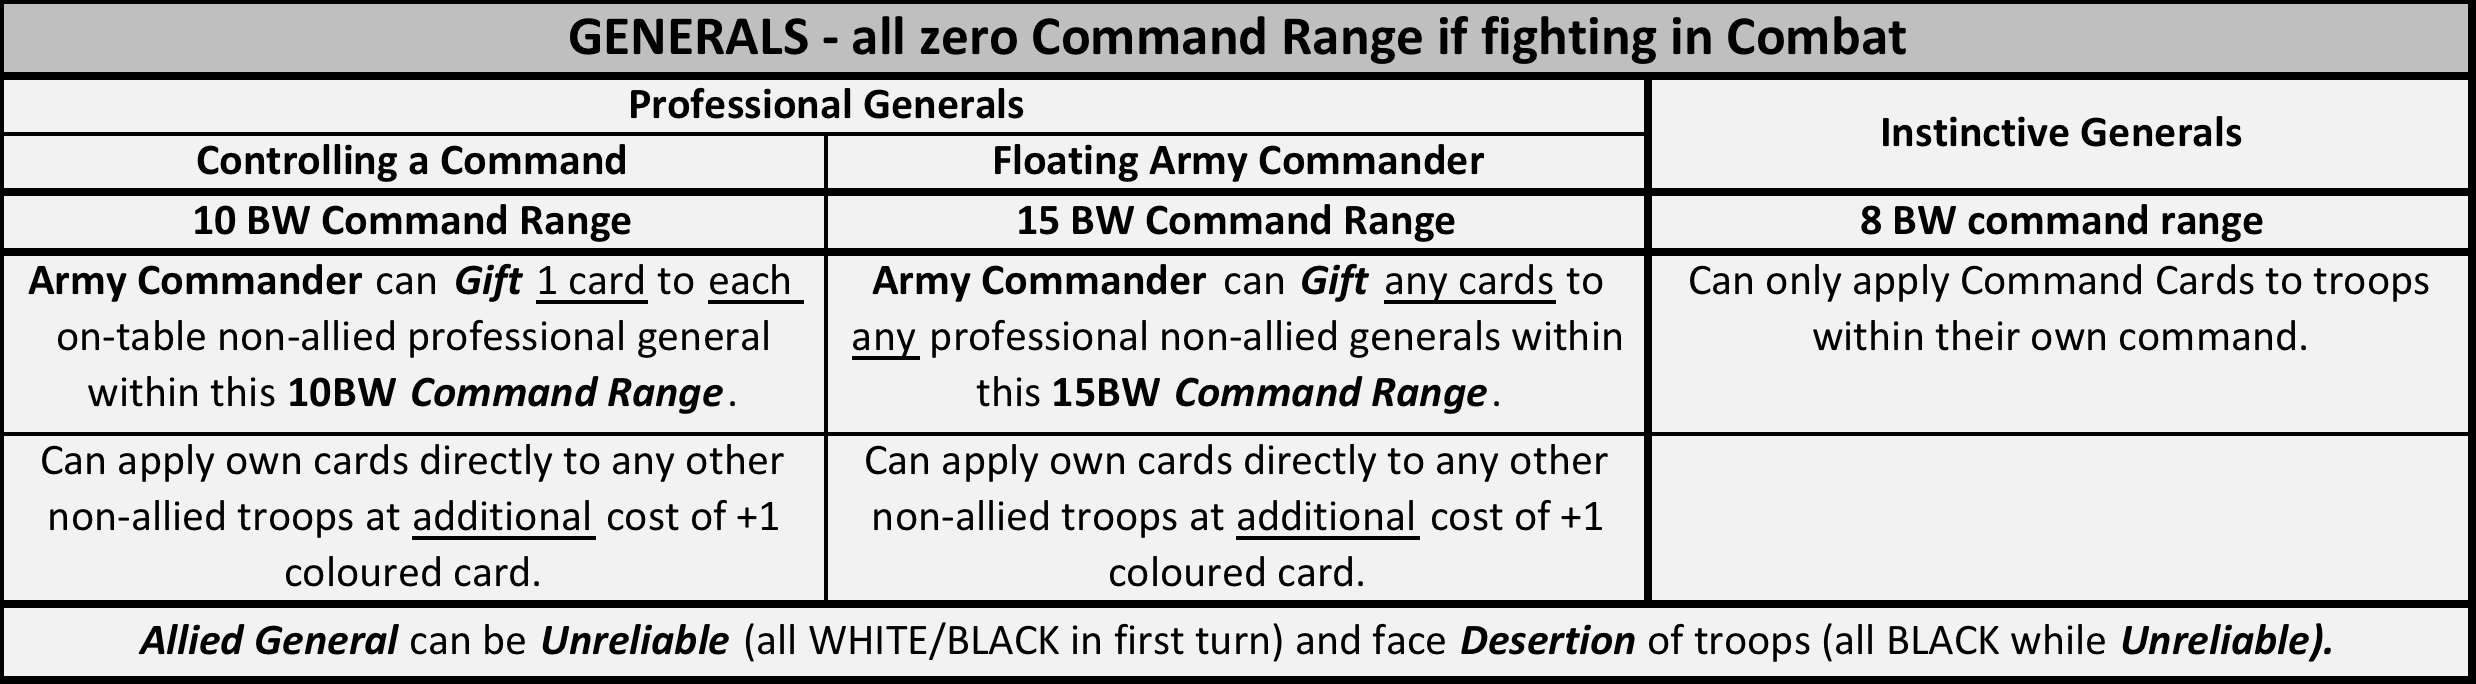 GENERALS - all zero Command Range if fighting in Combat
Professional Generals
Instinctive Generals
Controlling a Command
Floating Army Commander
10 BW Command Range
15 BW Command Range
8 BW command range
Army Commander can Gift 1 card to each
on-table non-allied professional general
within this 10BW Command Range.
Army Commander can Gift any cards to
any professional non-allied generals within
this 15BW Command Range.
Can only apply Command Cards to troops
within their own command.
Can apply own cards directly to any other
non-allied troops at additional cost of +1
coloured card.
Can apply own cards directly to any other
non-allied troops at additional cost of +1
coloured card.
Allied General can be Unreliable (all WHITE/BLACK in first turn) and face Desertion of troops (all BLACK while Unreliable).